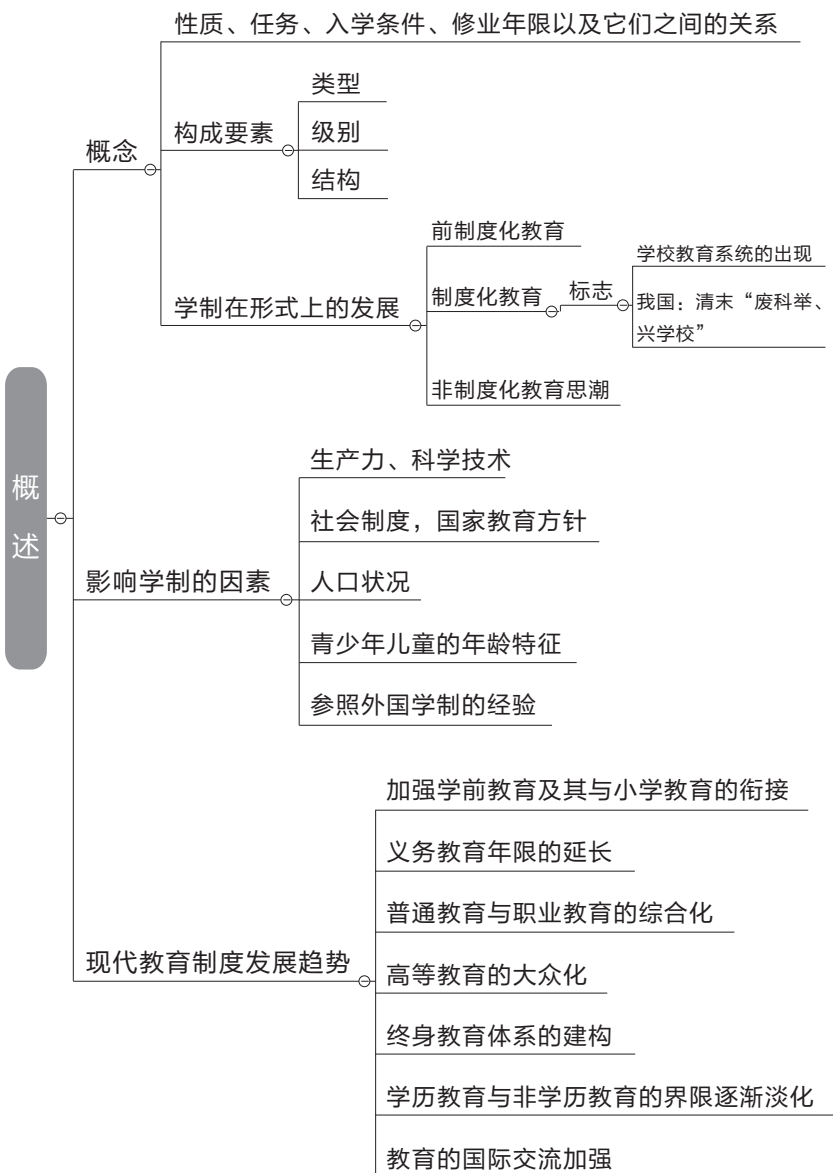 概述
概念
性质、任务、入学条件、修业年限以及它们之间的关系
构成要素
类型
级别
结构
学制在形式上的发展
前制度化教育
制度化教育
标志
学校教育系统的出现
我国：清末“废科举、
兴学校”
非制度化教育思潮
影响学制的因素
生产力、科学技术
社会制度，国家教育方针
人口状况
青少年儿童的年龄特征
参照外国学制的经验
现代教育制度发展趋势
加强学前教育及其与小学教育的衔接
义务教育年限的延长
普通教育与职业教育的综合化
高等教育的大众化
终身教育体系的建构
学历教育与非学历教育的界限逐渐淡化
教育的国际交流加强